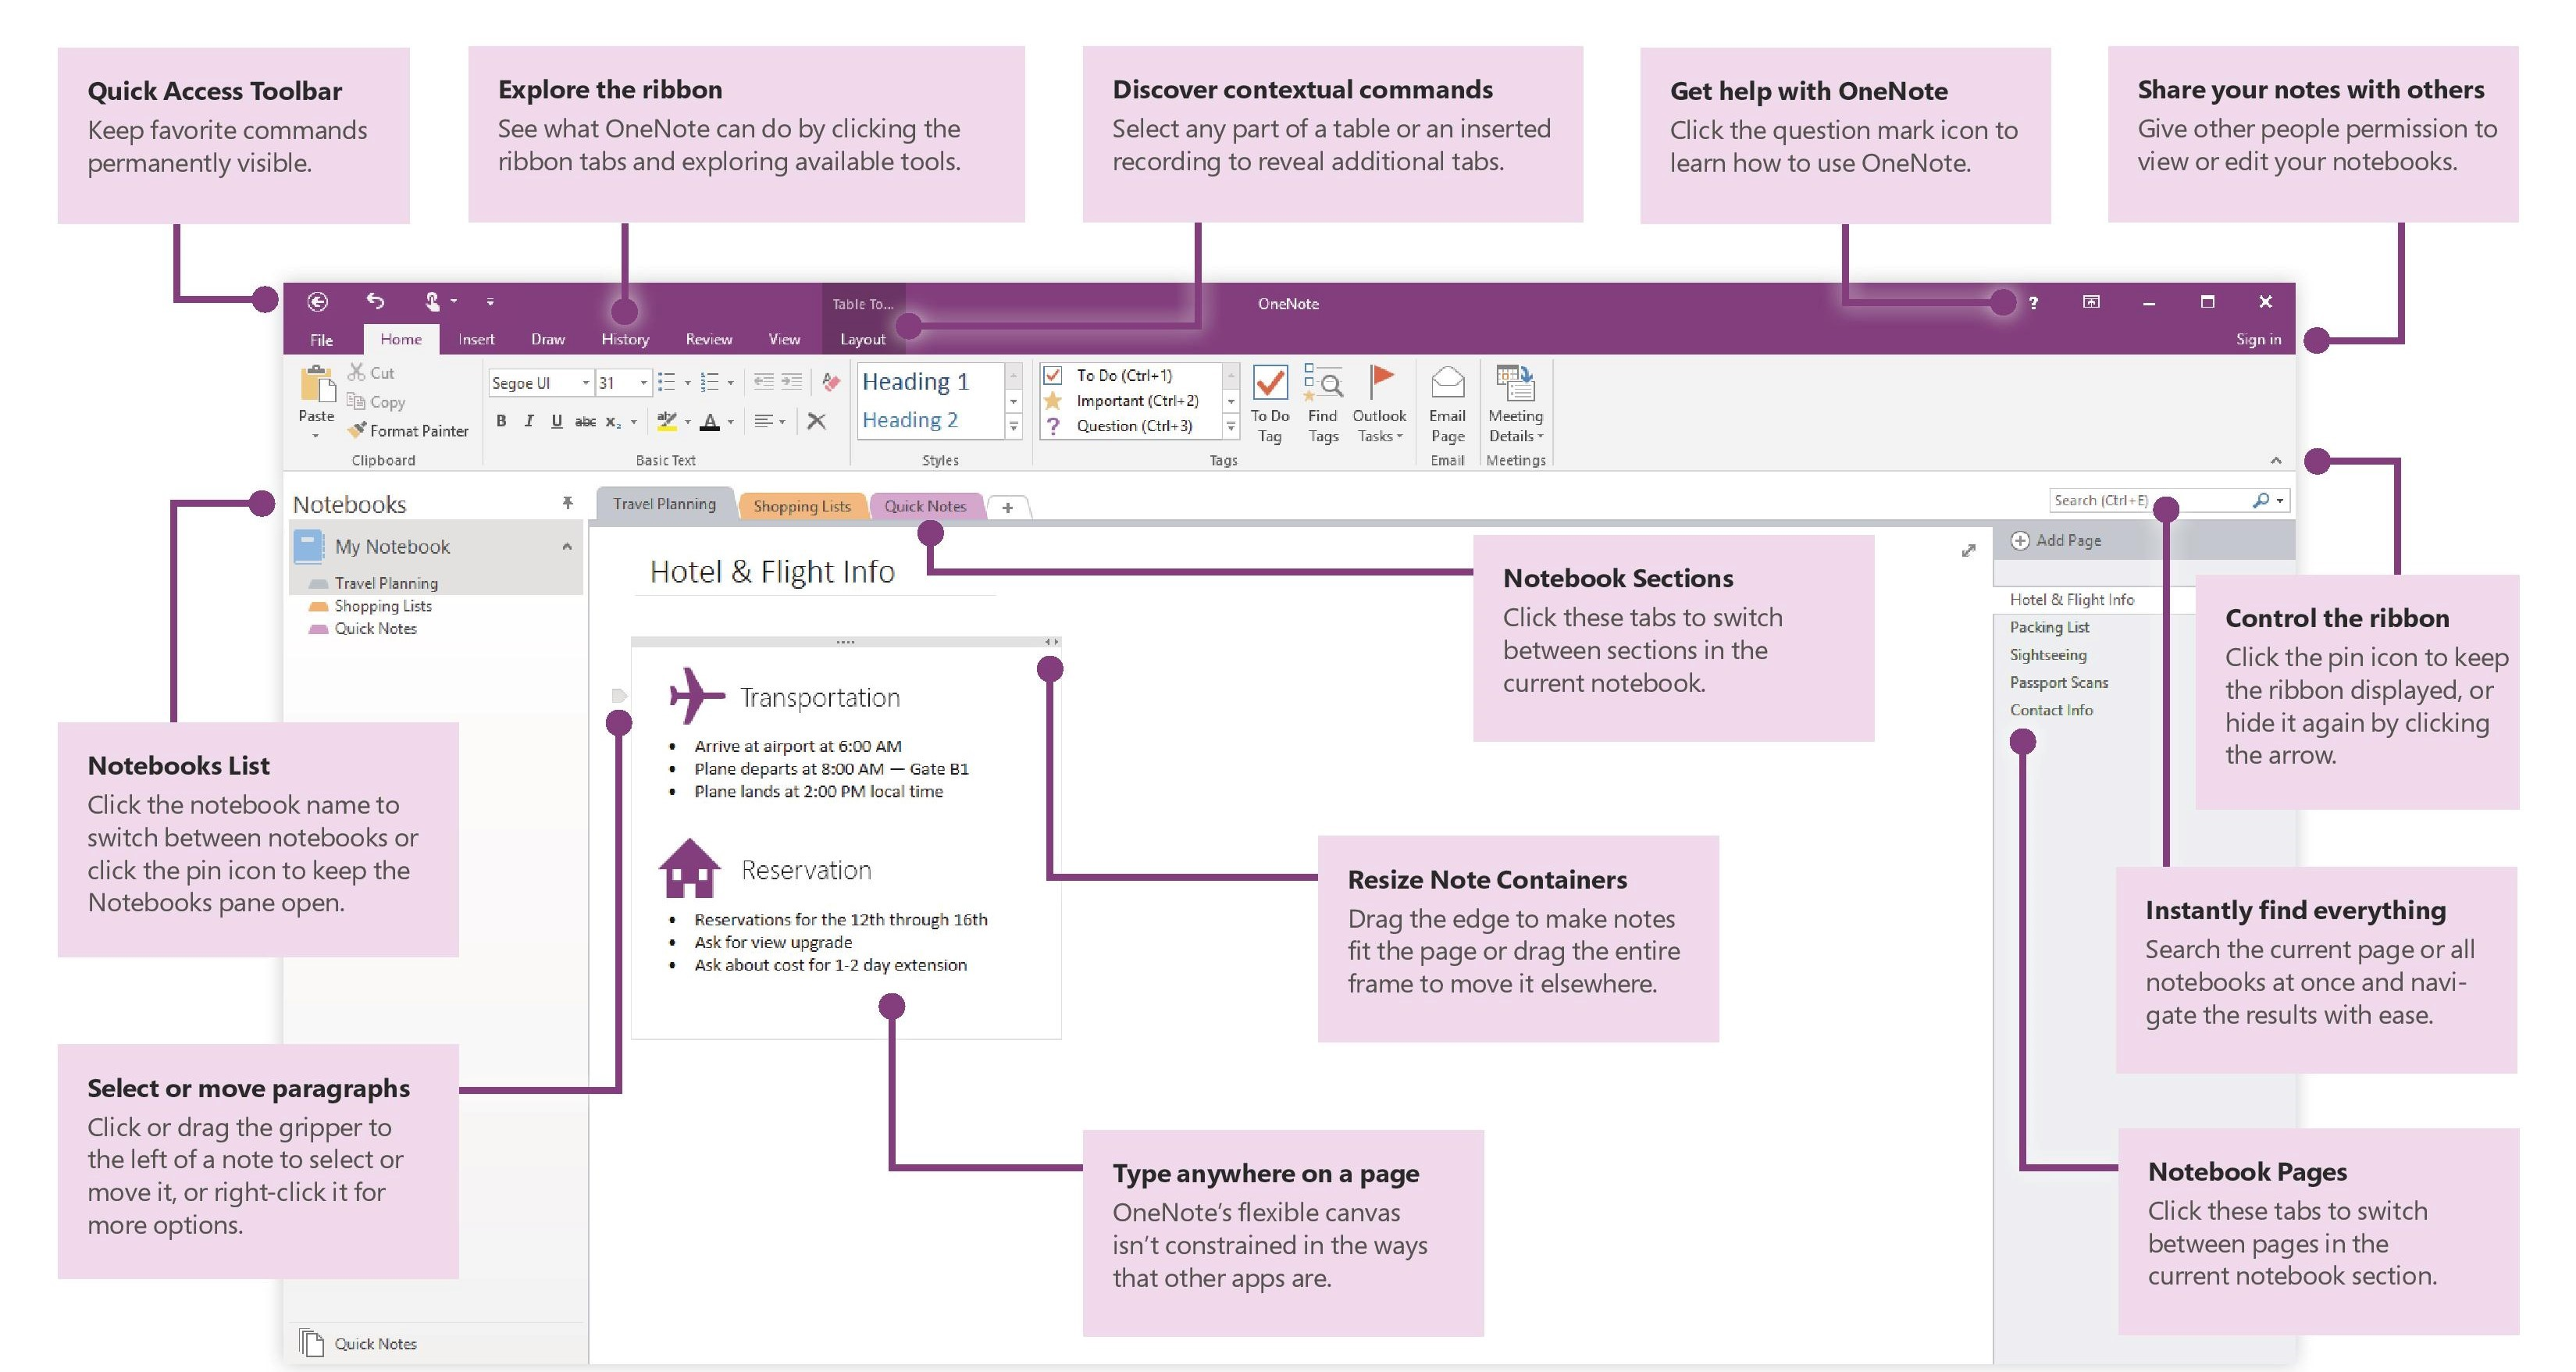 Quick Access Toolbar
Keep favorite commands
permanently visible.
Explore the ribbon
See what OneNote can do by clicking the
ribbon tabs and exploring available tools.
Discover contextual commands
Select any part of a table or an inserted
recording to reveal additional tabs.
Get help with OneNote
Click the question mark icon to
learn how to use OneNote.
Share your notes with others
Give other people permission to
view or edit your notebooks.
Table To...
OneNote
?
File Home Insert Draw History Review View Layout Sign in
Paste
Cut
Copy
Format Painter
Clipboard
Segoe UI 31
B I U abc x₂ aby A
Basic Text
Heading 1
Heading 2
Styles
To Do (Ctrl+1)
Important (Ctrl+2)
? Question (Ctrl+3)
To Do
Tag
Find
Tags
Outlook
Tasks
Tags
Email
Page
Email
Meeting
Details
Meetings
Notebooks
My Notebook
Travel Planning
Shopping Lists
Quick Notes
Travel Planning Shopping Lists Quick Notes +
Search (Ctrl+E)
Hotel & Flight Info
Add Page
Hotel & Flight Info
Packing List
Sightseeing
Passport Scans
Contact Info
Notebook Sections
Click these tabs to switch
between sections in the
current notebook.
Control the ribbon
Click the pin icon to keep
the ribbon displayed, or
hide it again by clicking
the arrow.
Transportation
• Arrive at airport at 6:00 AM
• Plane departs at 8:00 AM — Gate B1
• Plane lands at 2:00 PM local time
Reservation
• Reservations for the 12th through 16th
• Ask for view upgrade
• Ask about cost for 1-2 day extension
Notebooks List
Click the notebook name to
switch between notebooks or
click the pin icon to keep the
Notebooks pane open.
Resize Note Containers
Drag the edge to make notes
fit the page or drag the entire
frame to move it elsewhere.
Instantly find everything
Search the current page or all
notebooks at once and navi-
gate the results with ease.
Select or move paragraphs
Click or drag the gripper to
the left of a note to select or
move it, or right-click it for
more options.
Type anywhere on a page
OneNote’s flexible canvas
isn’t constrained in the ways
that other apps are.
Notebook Pages
Click these tabs to switch
between pages in the
current notebook section.
Quick Notes